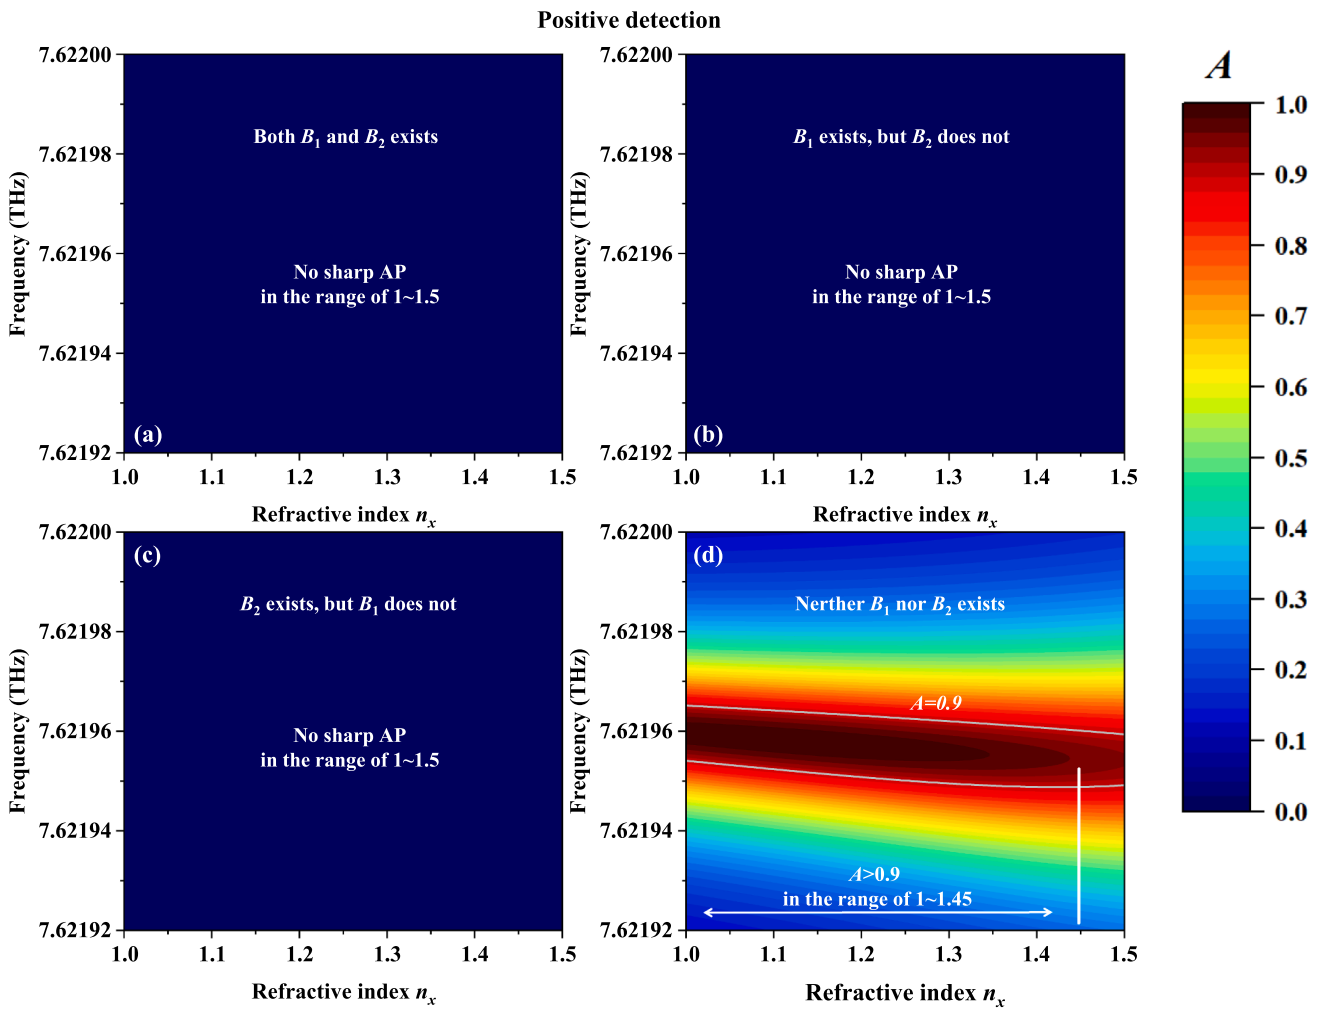 Positive detection
7.62200
7.62198
7.62196
7.62194
7.62192
Frequency (THz)
Both B1 and B2 exists
No sharp AP
in the range of 1~1.5
(a)
1.0 1.1 1.2 1.3 1.4 1.5
Refractive index nx
7.62200
7.62198
7.62196
7.62194
7.62192
Frequency (THz)
B1 exists, but B2 does not
No sharp AP
in the range of 1~1.5
(b)
1.0 1.1 1.2 1.3 1.4 1.5
Refractive index nx
7.62200
7.62198
7.62196
7.62194
7.62192
Frequency (THz)
(c)
B2 exists, but B1 does not
No sharp AP
in the range of 1~1.5
1.0 1.1 1.2 1.3 1.4 1.5
Refractive index nx
7.62200
7.62198
7.62196
7.62194
7.62192
Frequency (THz)
(d)
Nerther B1 nor B2 exists
A=0.9
A>0.9
in the range of 1~1.45
1.0 1.1 1.2 1.3 1.4 1.5
Refractive index nx
A
1.0
0.9
0.8
0.7
0.6
0.5
0.4
0.3
0.2
0.1
0.0